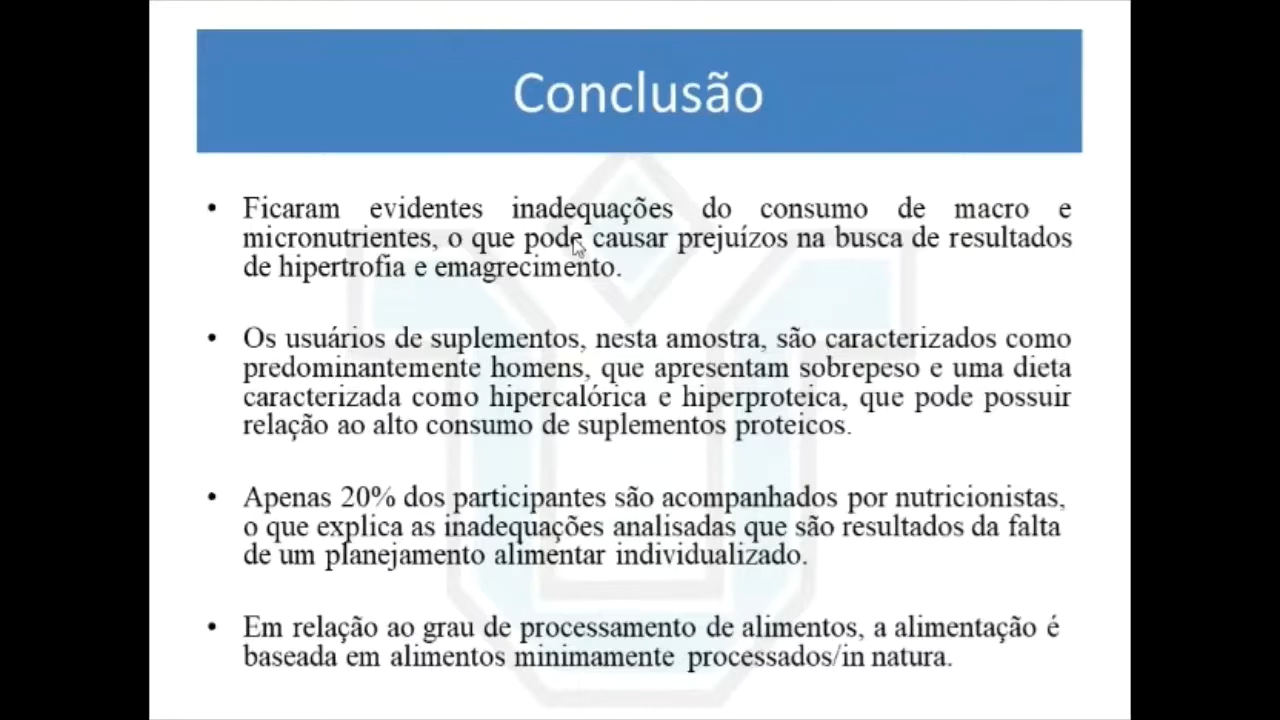 Conclusão
• Ficaram evidentes inadequações do consumo de macro e
micronutrientes, o que pode causar prejuízos na busca de resultados
de hipertrofia e emagrecimento.
• Os usuários de suplementos, nesta amostra, são caracterizados como
predominantemente homens, que apresentam sobrepeso e uma dieta
caracterizada como hipercalórica e hiperproteica, que pode possuir
relação ao alto consumo de suplementos proteicos.
• Apenas 20% dos participantes são acompanhados por nutricionistas,
o que explica as inadequações analisadas que são resultados da falta
de um planejamento alimentar individualizado.
• Em relação ao grau de processamento de alimentos, a alimentação é
baseada em alimentos minimamente processados/in natura.